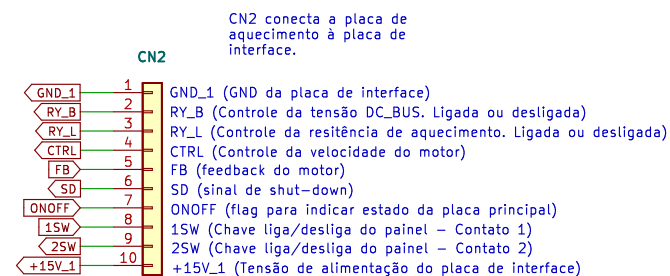 CN2 conecta a placa de
aquecimento à placa de
interface.
CN2
GND_1 1 GND_1 (GND da placa de interface)
RY_B 2 RY_B (Controle da tensão DC_BUS. Ligada ou desligada)
RY_L 3 RY_L (Controle da resitência de aquecimento. Ligada ou desligada)
CTRL 4 CTRL (Controla da velocidade do motor)
FB 5 FB (feedback do motor)
SD 6 SD (sinal de shut-down)
ONOFF 7 ONOFF (flag para indicar estado da placa principal)
1SW 8 1SW (Chave liga/desliga do painel - Contato 1)
2SW 9 2SW (Chave liga/desliga do painel - Contato 2)
+15V_1 10 +15V_1 (Tensão de alimentação do placa de interface)